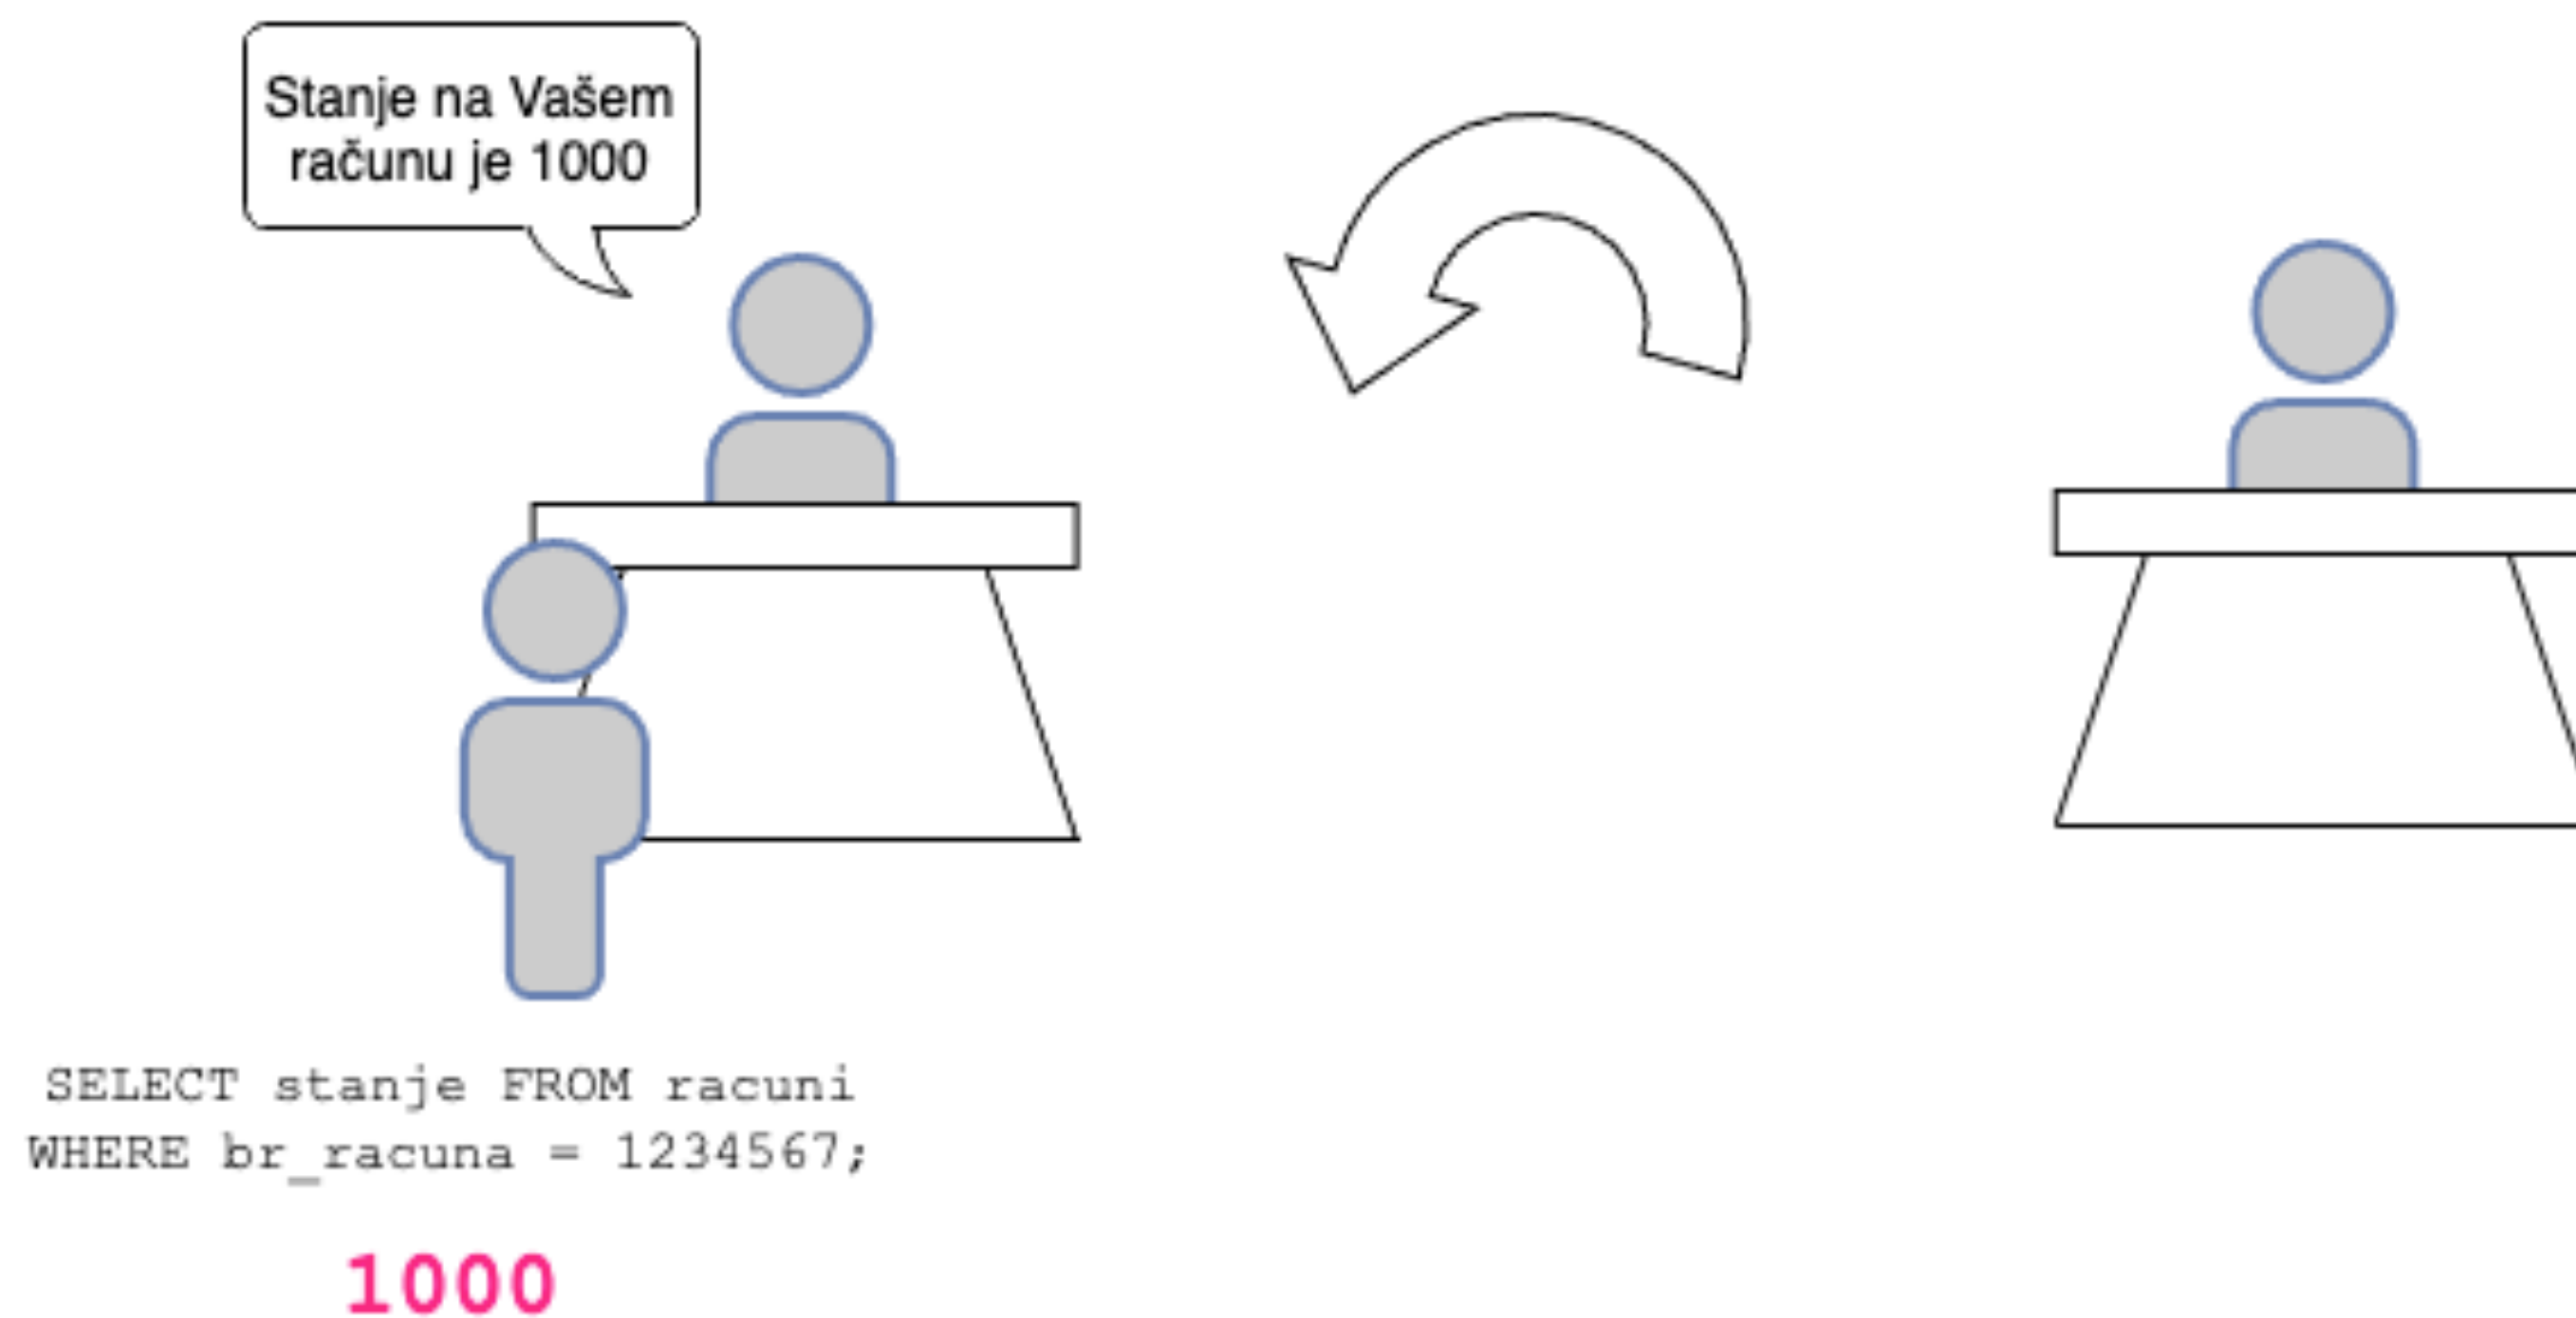 Stanje na Vašem
računu je 1000
SELECT stanje FROM racuni
WHERE br_racuna = 1234567;
1000